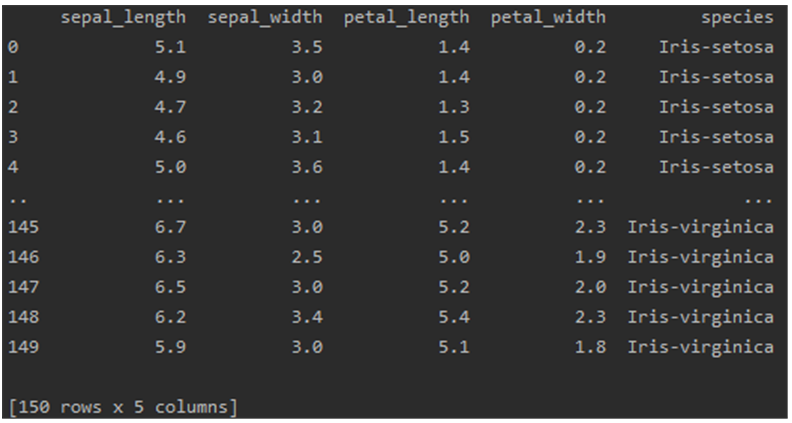 sepal_length sepal_width petal_length petal_width species
0 5.1 3.5 1.4 0.2 Iris-setosa
1 4.9 3.0 1.4 0.2 Iris-setosa
2 4.7 3.2 1.3 0.2 Iris-setosa
3 4.6 3.1 1.5 0.2 Iris-setosa
4 5.0 3.6 1.4 0.2 Iris-setosa
.. ... ... ... ... ...
145 6.7 3.0 5.2 2.3 Iris-virginica
146 6.3 2.5 5.0 1.9 Iris-virginica
147 6.5 3.0 5.2 2.0 Iris-virginica
148 6.2 3.4 5.4 2.3 Iris-virginica
149 5.9 3.0 5.1 1.8 Iris-virginica
[150 rows x 5 columns]